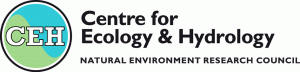 CEH
Centre for
Ecology & Hydrology
NATURAL ENVIRONMENT RESEARCH COUNCIL